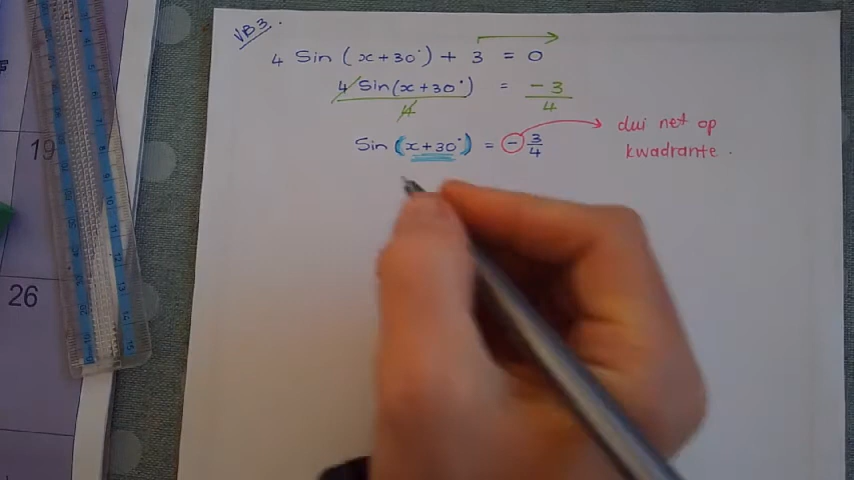 VB3.
4 Sin (x+30°) + 3 = 0
4 Sin(x+30°) / 4 = -3 / 4
Sin (x+30°) = - 3/4
dui net op
kwadrante.
19
26